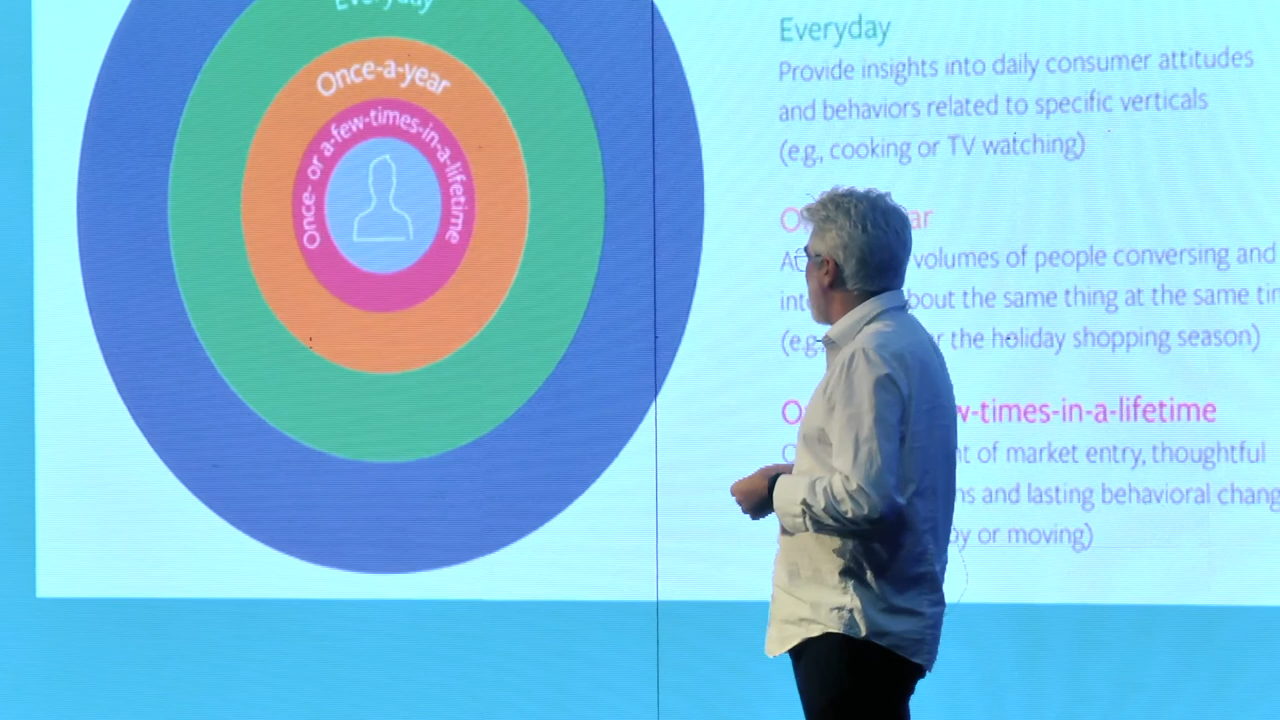 Everyday
Once-a-year
Once- or a-few-times-in-a-lifetime
Everyday
Provide insights into daily consumer attitudes
and behaviors related to specific verticals
(e.g., cooking or TV watching)
volumes of people conversing and
the same thing at the same
(e.g., the holiday shopping season)
-times-in-a-lifetime
of market entry, thoughtful
and lasting behavioral
or moving)